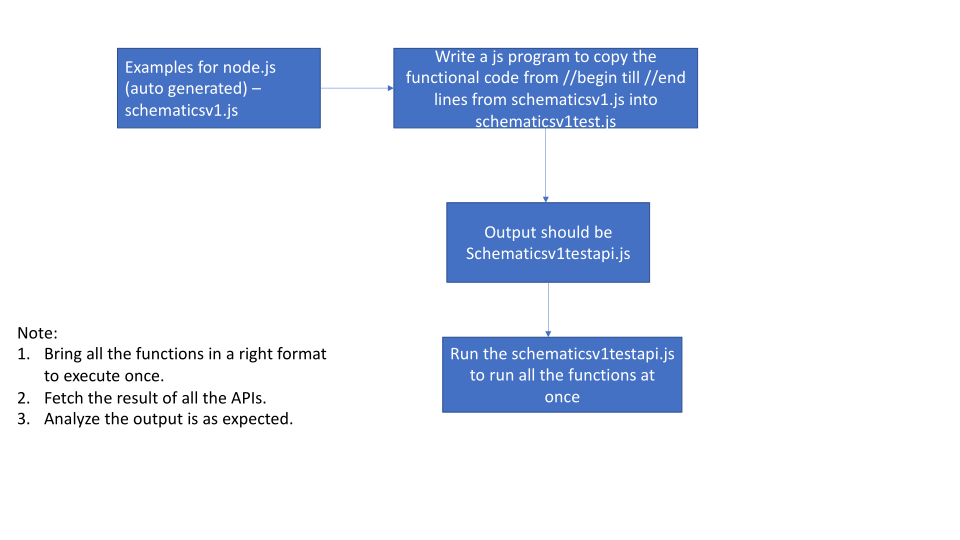 Examples for node.js
(auto generated) –
schematicsv1.js
Write a js program to copy the
functional code from //begin till //end
lines from schematicsv1.js into
schematicsv1test.js
Output should be
Schematicsv1testapi.js
Note:
1. Bring all the functions in a right format
to execute once.
2. Fetch the result of all the APIs.
3. Analyze the output is as expected.
Run the schematicsv1testapi.js
to run all the functions at
once